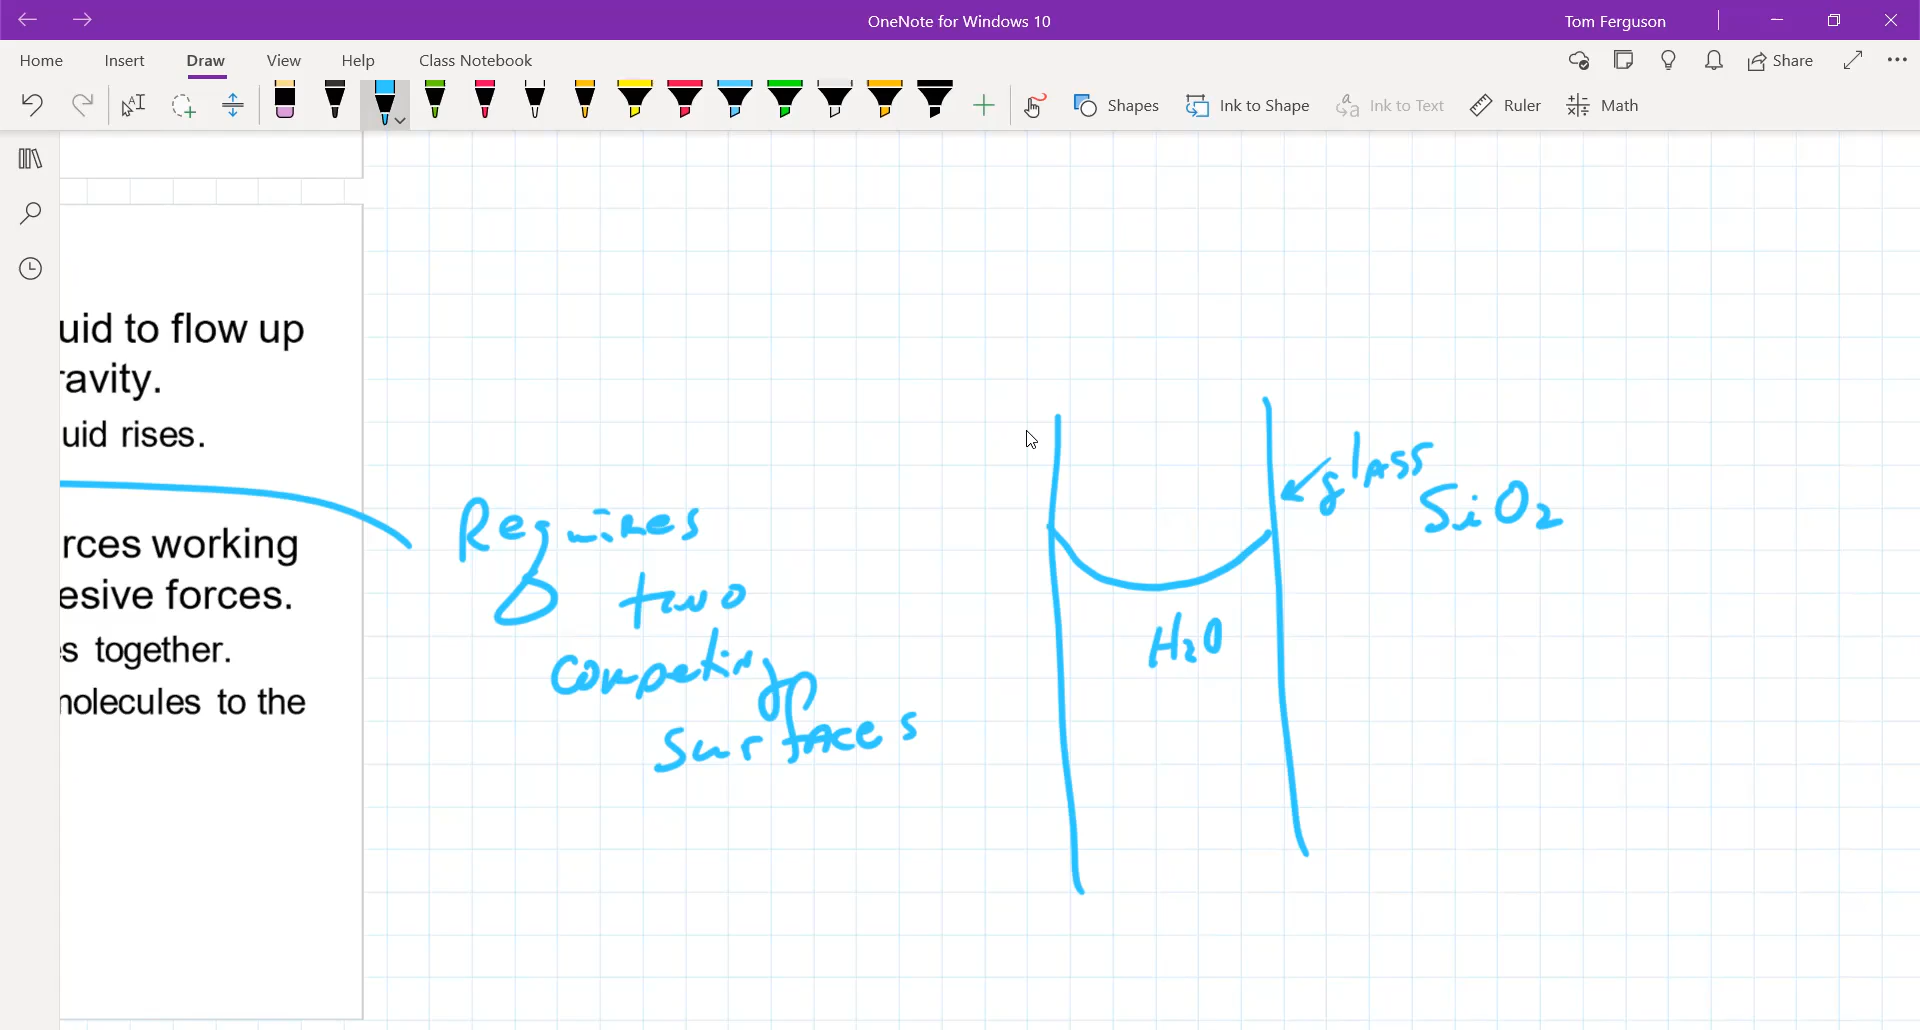 OneNote for Windows 10
Tom Ferguson
Home Insert Draw View Help Class Notebook
Share
Shapes Ink to Shape Ink to Text Ruler Math
uid to flow up
ravity.
uid rises.
rces working
esive forces.
s together.
nolecules to the
Requires
two
competing
surfaces
glass
SiO2
H2O